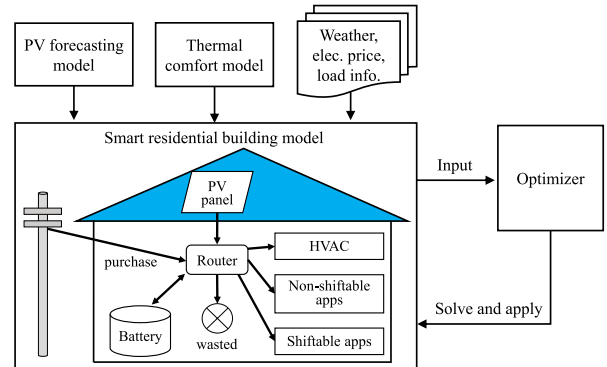 PV forecasting
model
Thermal
comfort model
Weather,
elec. price,
load info.
Smart residential building model
Input
Optimizer
PV
panel
HVAC
purchase
Router
Non-shiftable
apps
Solve and apply
Battery
wasted
Shiftable apps